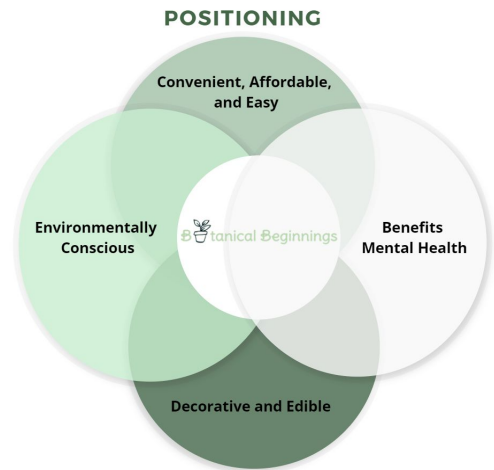 POSITIONING
Convenient, Affordable,
and Easy
Environmentally
Conscious
Botanical Beginnings
Benefits
Mental Health
Decorative and Edible